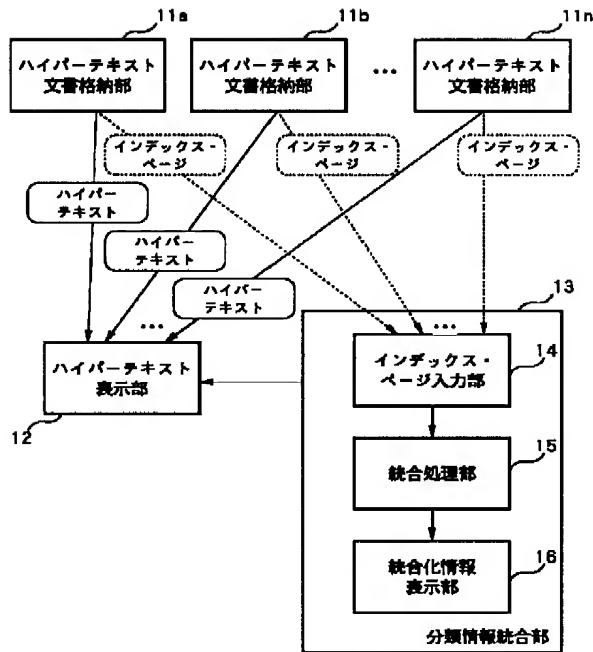 11a
11b
11n
ハイパーテキスト
文書格納部
ハイパーテキスト
文書格納部
...
ハイパーテキスト
文書格納部
インデックス・
ページ
インデックス・
ページ
インデックス・
ページ
ハイパー
テキスト
ハイパー
テキスト
ハイパー
テキスト
13
...
...
ハイパーテキスト
表示部
12
インデックス・
ページ入力部
14
統合処理部
15
統合化情報
表示部
16
分類情報統合部